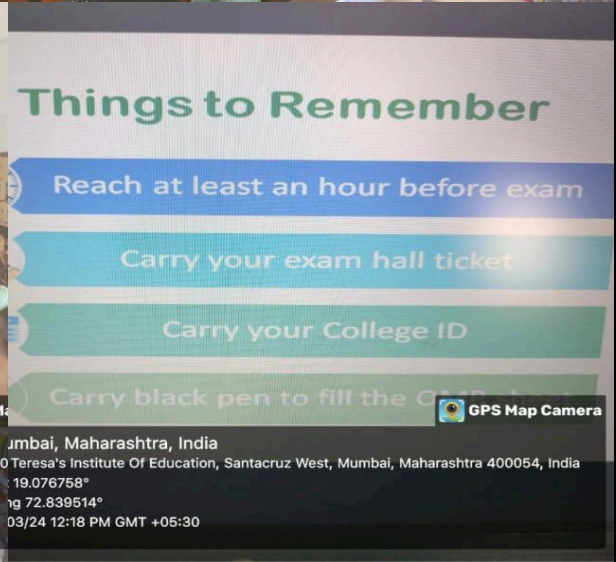 Things to Remember
Reach at least an hour before exam
Carry your exam hall ticket
Carry your College ID
Carry black pen to fill the
GPS Map Camera
umbai, Maharashtra, India
0 Teresa's Institute Of Education, Santacruz West, Mumbai, Maharashtra 400054, India
19.076758°
ng 72.839514°
03/24 12:18 PM GMT +05:30